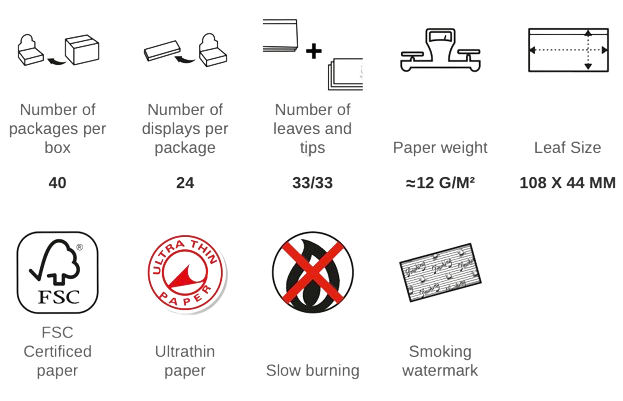 Number of
packages per
box
40
Number of
displays per
package
24
+
Number of
leaves and
tips
33/33
Paper weight
≈12 G/M²
Leaf Size
108 X 44 MM
®
FSC
FSC
Certificed
paper
ULTRA THIN
PAPER
Ultrathin
paper
Slow burning
Smoking
Smoking
watermark